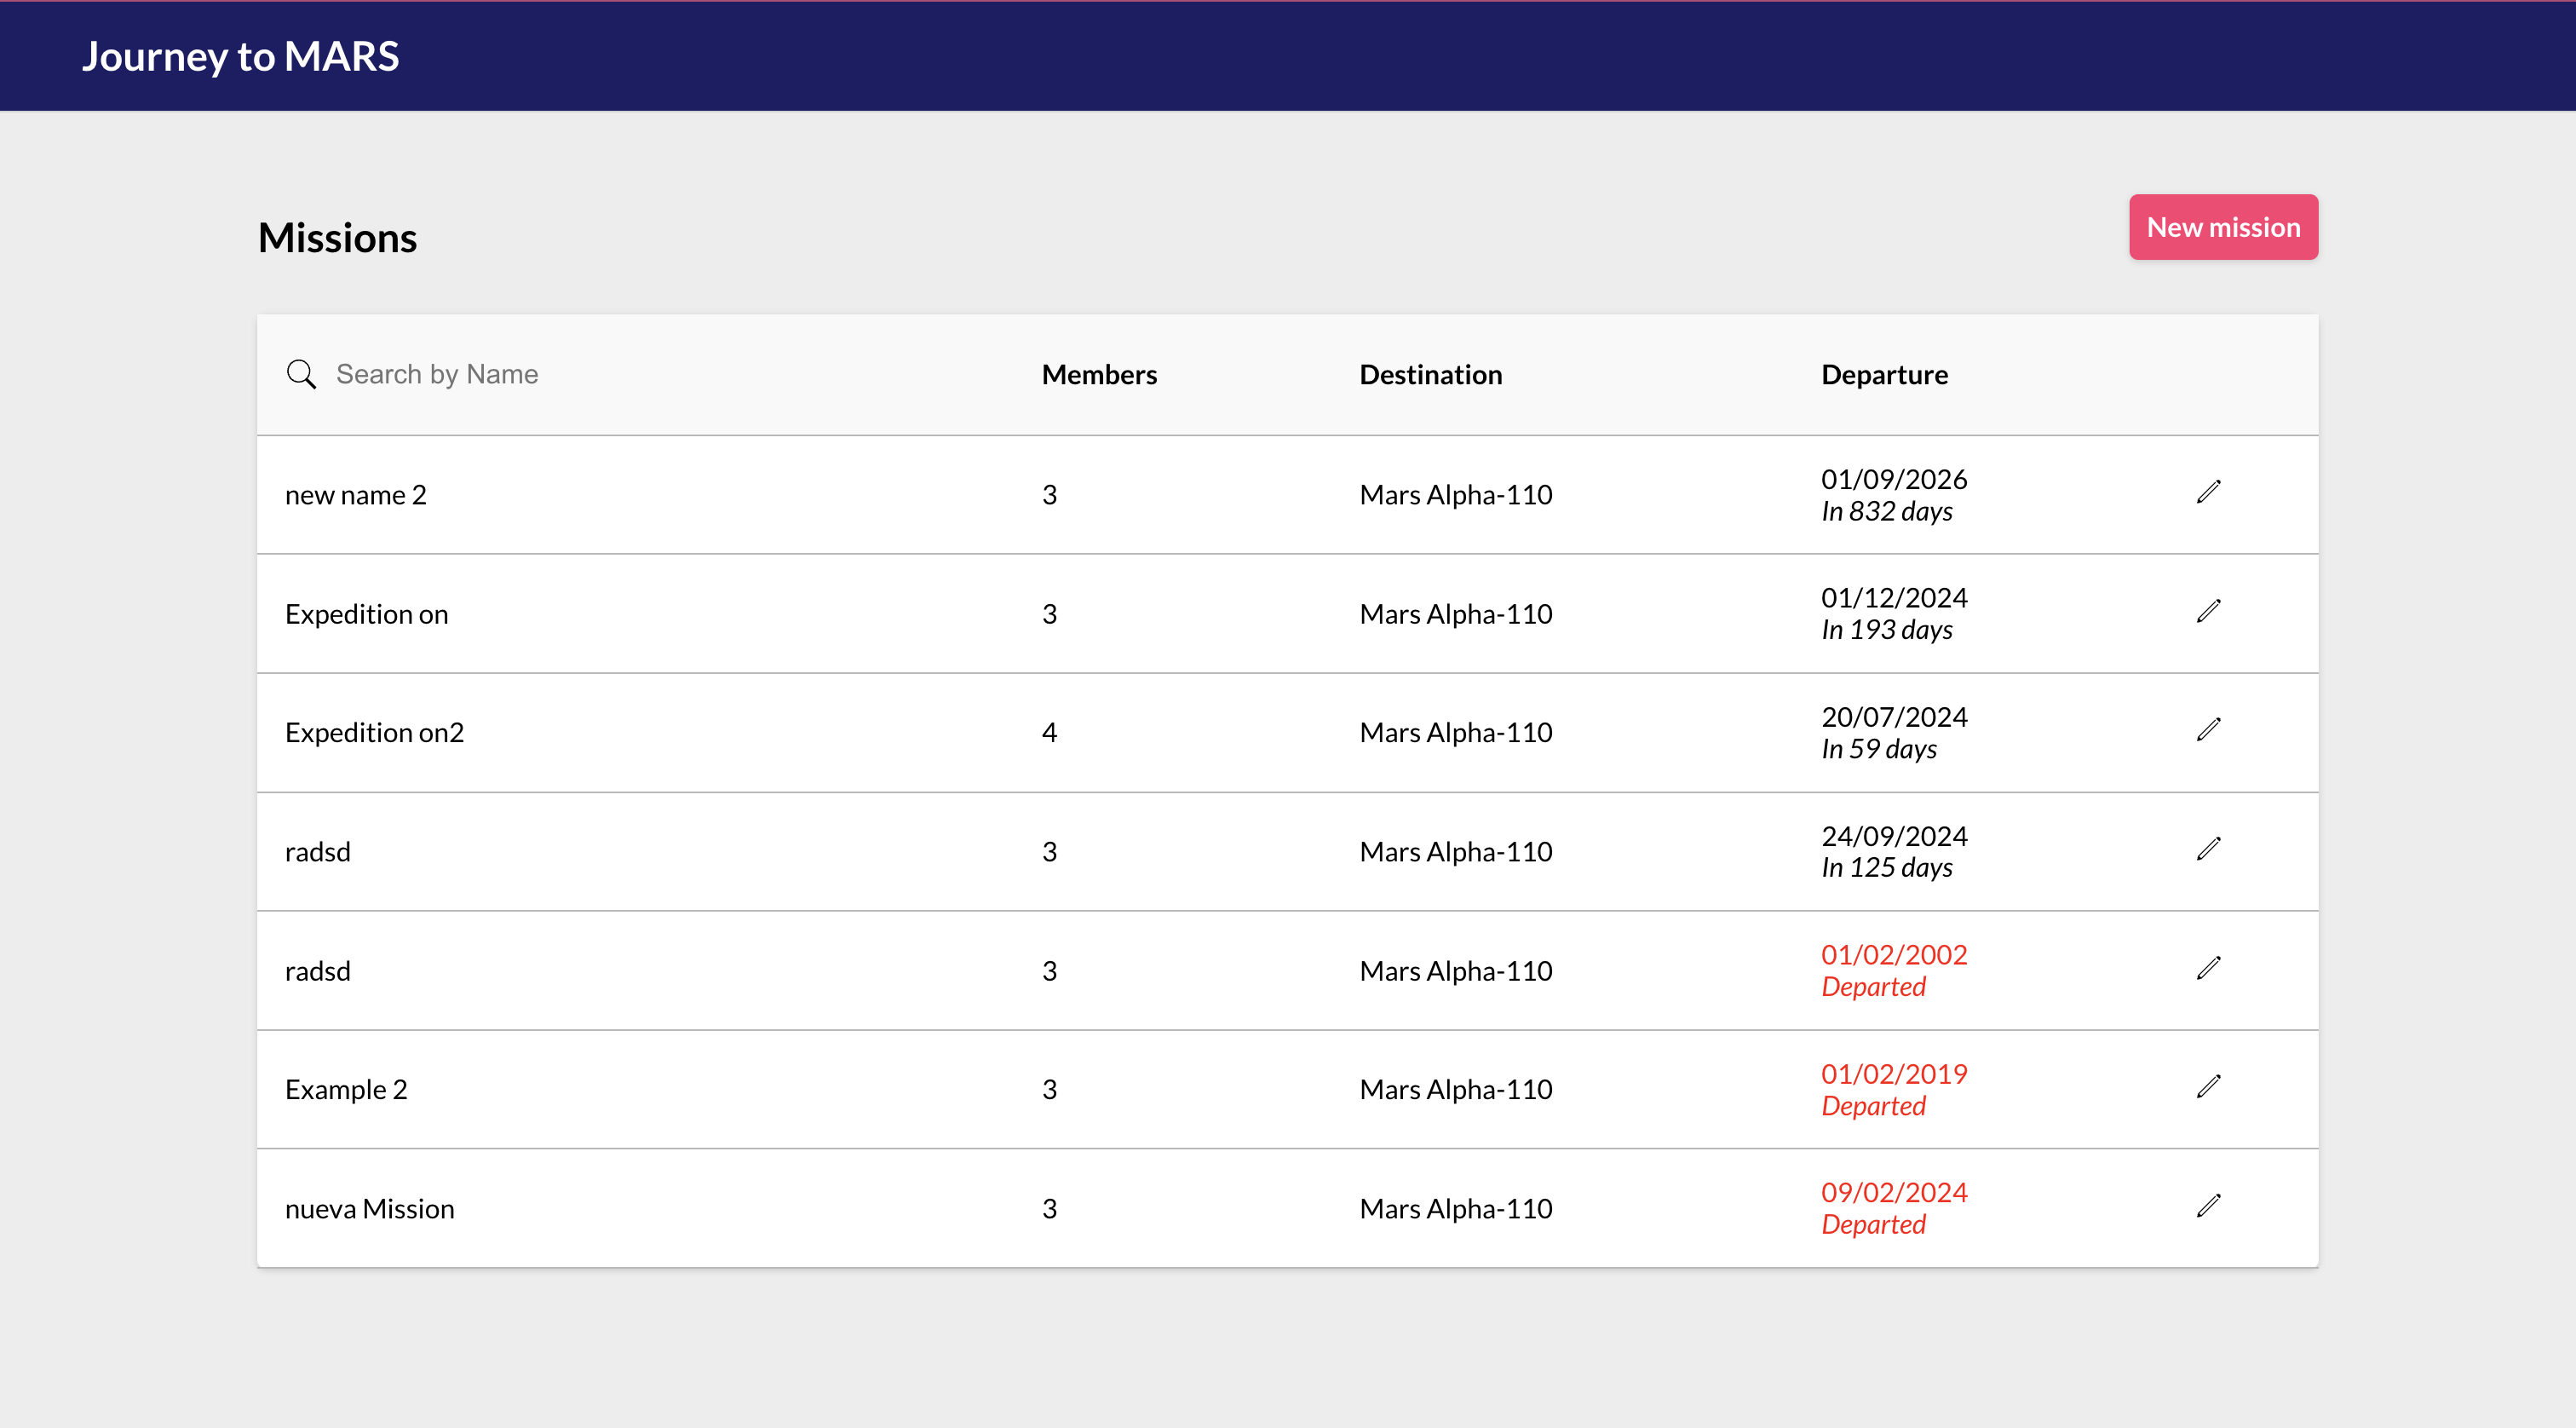 Journey to MARS
Missions
New mission
Search by Name
Members
Destination
Departure
new name 2
3
Mars Alpha-110
01/09/2026
In 832 days
Expedition on
3
Mars Alpha-110
01/12/2024
In 193 days
Expedition on2
4
Mars Alpha-110
20/07/2024
In 59 days
radsd
3
Mars Alpha-110
24/09/2024
In 125 days
radsd
3
Mars Alpha-110
01/02/2002
Departed
Example 2
3
Mars Alpha-110
01/02/2019
Departed
nueva Mission
3
Mars Alpha-110
09/02/2024
Departed